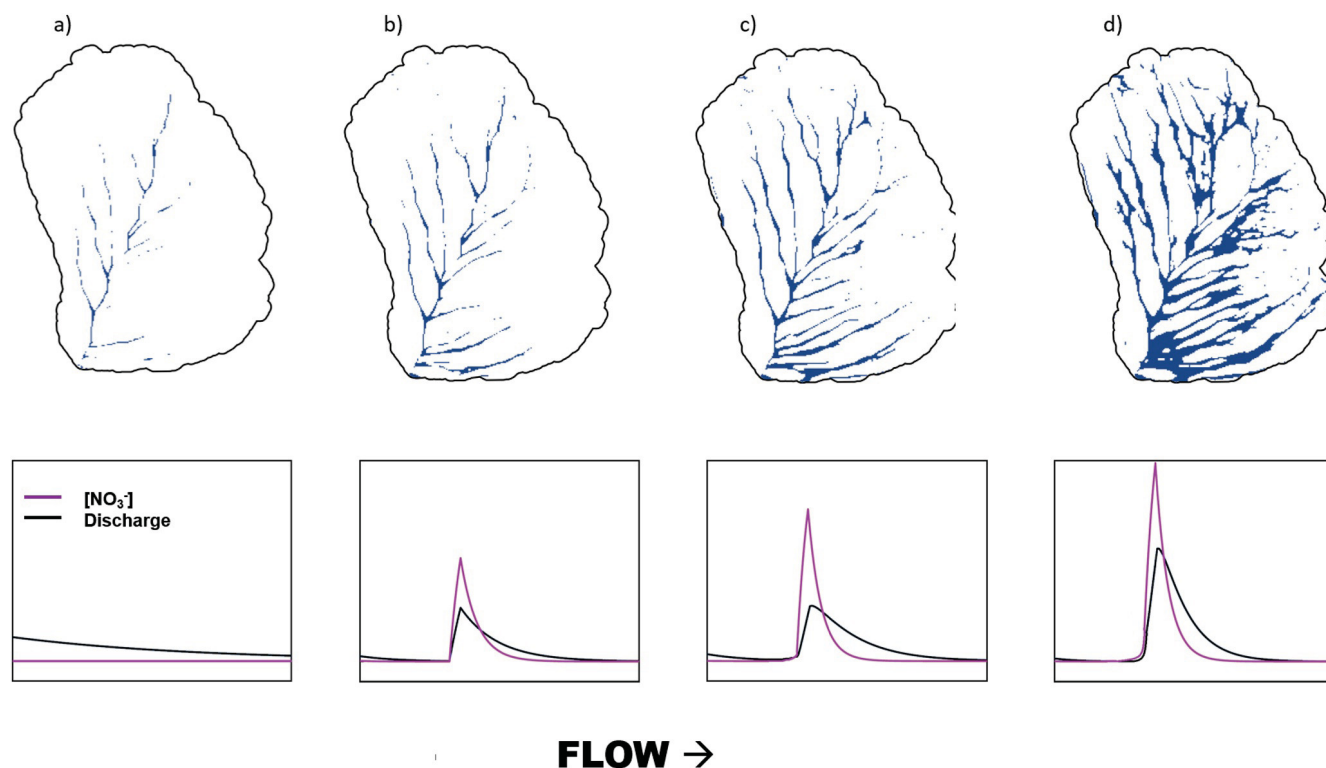 a)
b)
c)
d)
[NO₃⁻]
Discharge
FLOW →